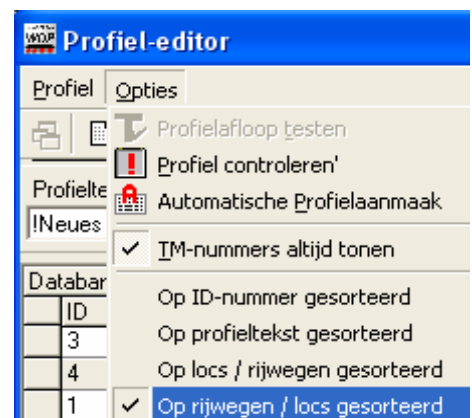 WDP Profiel-editor
Profiel Opties
Profielafloop testen
Profiel controleren'
Automatische Profielaanmaak
Profielte
!Neues
TM-nummers altijd tonen
Databar
ID
Op ID-nummer gesorteerd
3 Op profieltekst gesorteerd
4 Op locs / rijwegen gesorteerd
1 Op rijwegen / locs gesorteerd